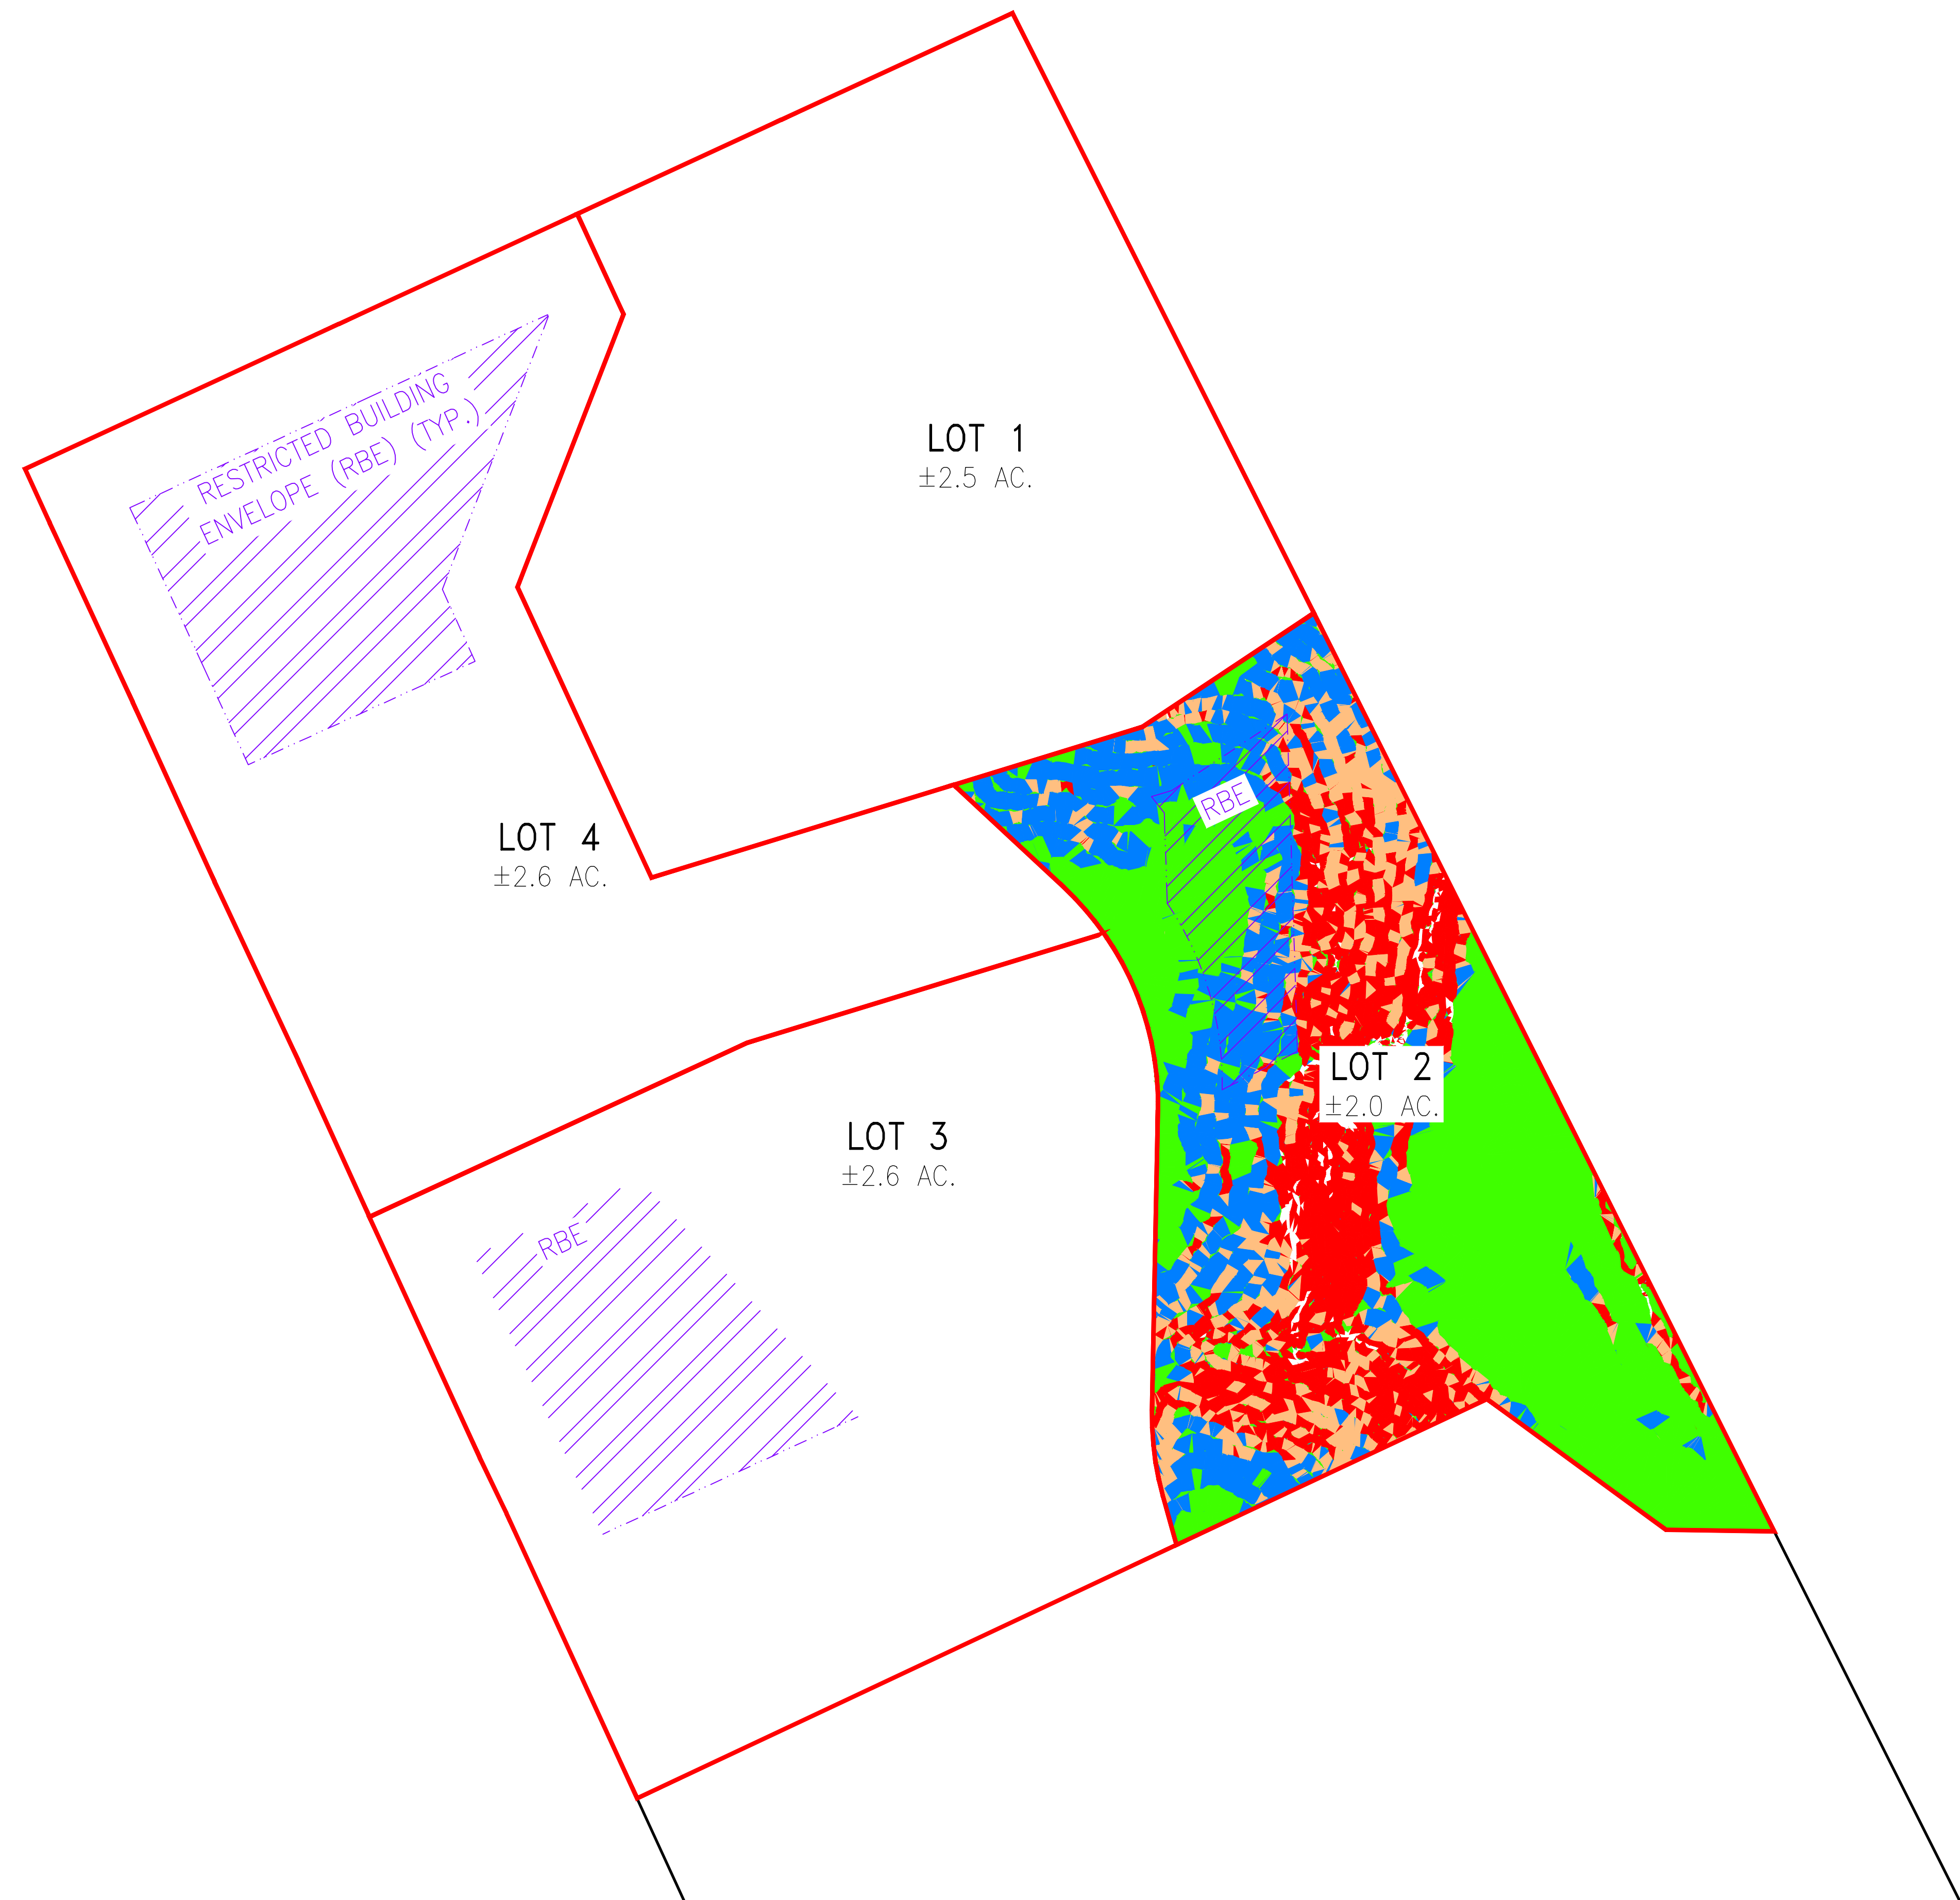 RESTRICTED BUILDING
ENVELOPE (RBE) (TYP.)
LOT 1
±2.5 AC.
RBE
LOT 4
±2.6 AC.
LOT 2
±2.0 AC.
LOT 3
±2.6 AC.
RBE